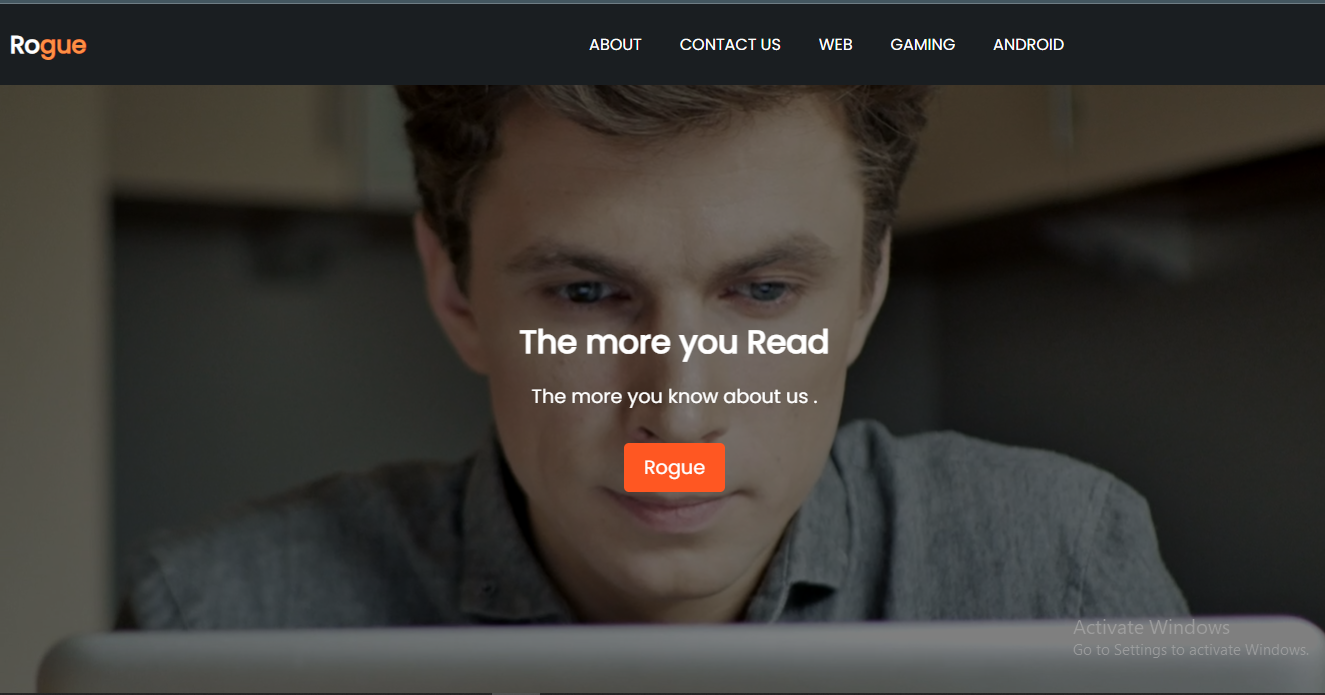 Rogue
ABOUT CONTACT US WEB GAMING ANDROID
The more you Read
The more you know about us .
Rogue
Activate Windows
Go to Settings to activate Windows.